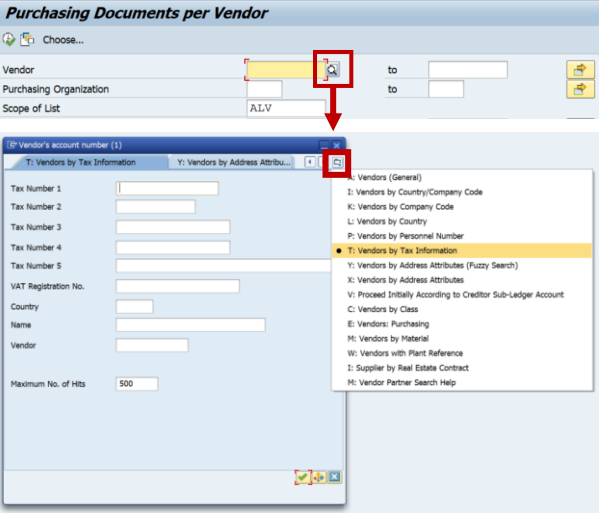 Purchasing Documents per Vendor
Choose...
Vendor to
Purchasing Organization to
Scope of List ALV
Vendor's account number (1)
T: Vendors by Tax Information Y: Vendors by Address Attribu...
Tax Number 1
Tax Number 2
Tax Number 3
Tax Number 4
Tax Number 5
VAT Registration No.
Country
Name
Vendor
Maximum No. of Hits 500
A: Vendors (General)
I: Vendors by Country/Company Code
K: Vendors by Company Code
L: Vendors by Country
P: Vendors by Personnel Number
T: Vendors by Tax Information
Y: Vendors by Address Attributes (Fuzzy Search)
X: Vendors by Address Attributes
V: Proceed Initially According to Creditor Sub-Ledger Account
C: Vendors by Class
E: Vendors: Purchasing
M: Vendors by Material
W: Vendors with Plant Reference
I: Supplier by Real Estate Contract
M: Vendor Partner Search Help